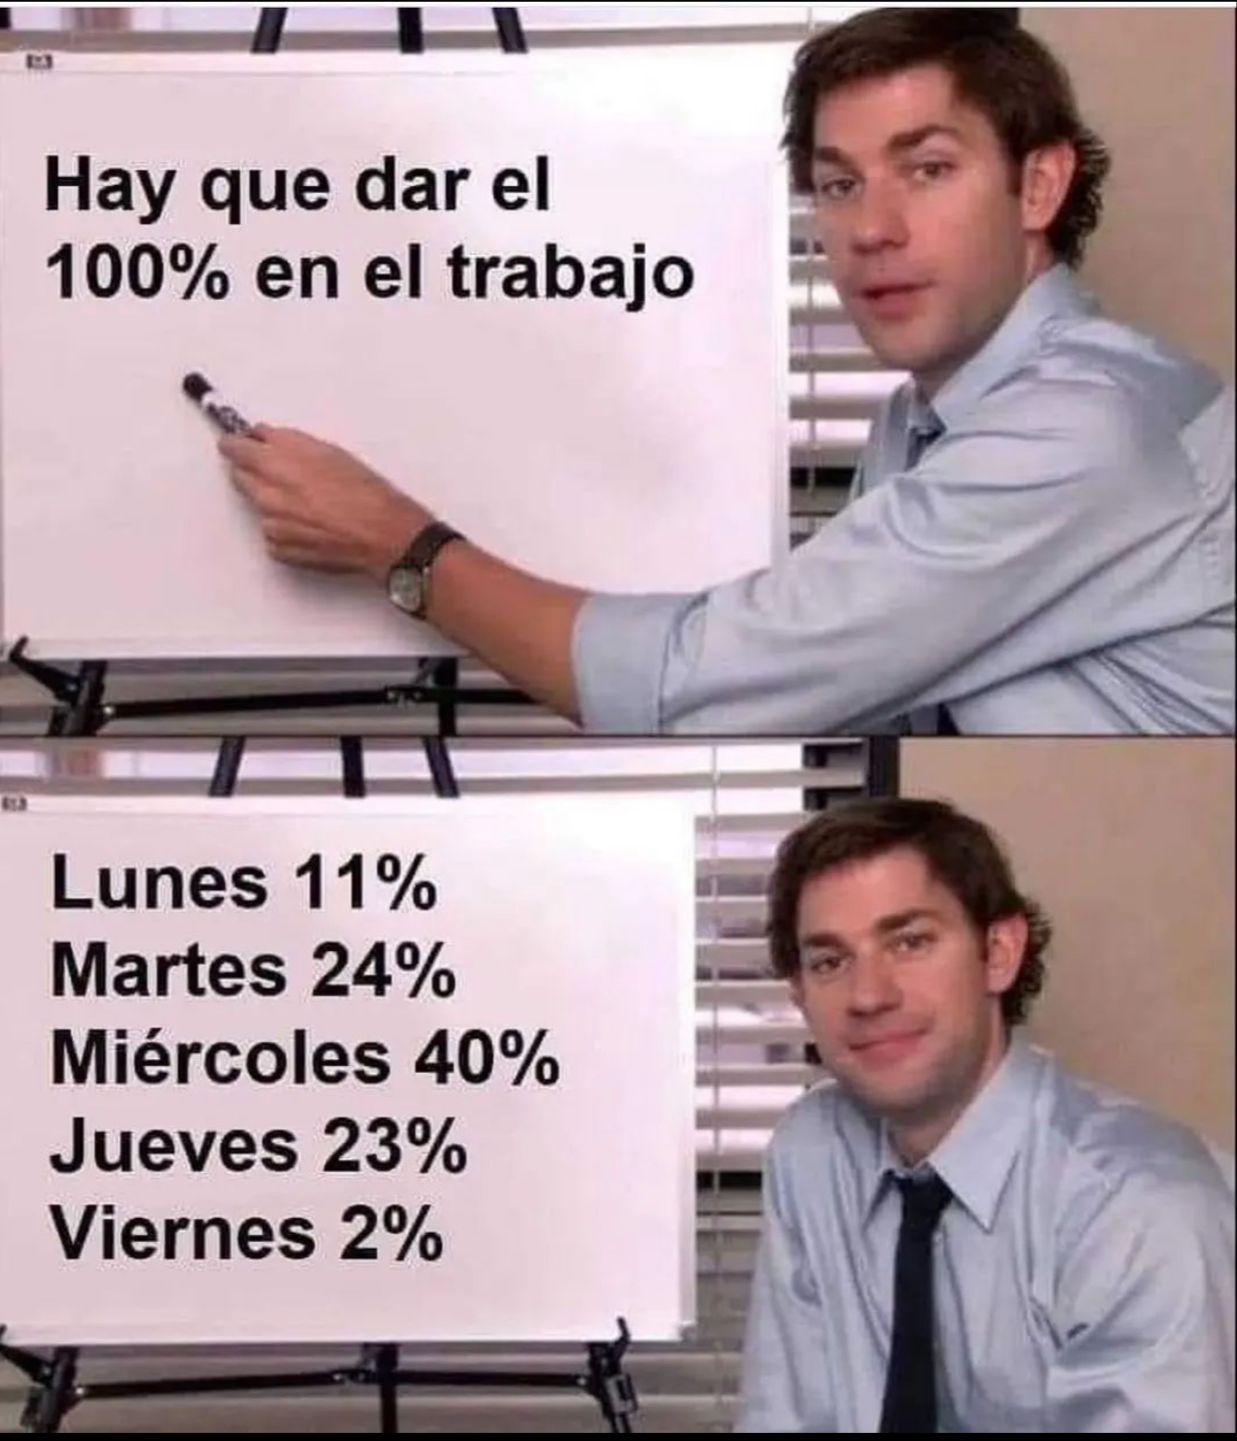 Hay que dar el
100% en el trabajo
Lunes 11%
Martes 24%
Miércoles 40%
Jueves 23%
Viernes 2%